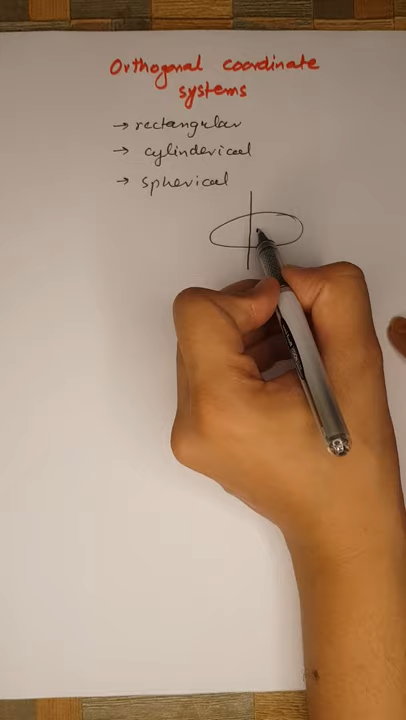 Orthogonal coordinate
systems
→ rectangular
→ cylinderical
→ spherical